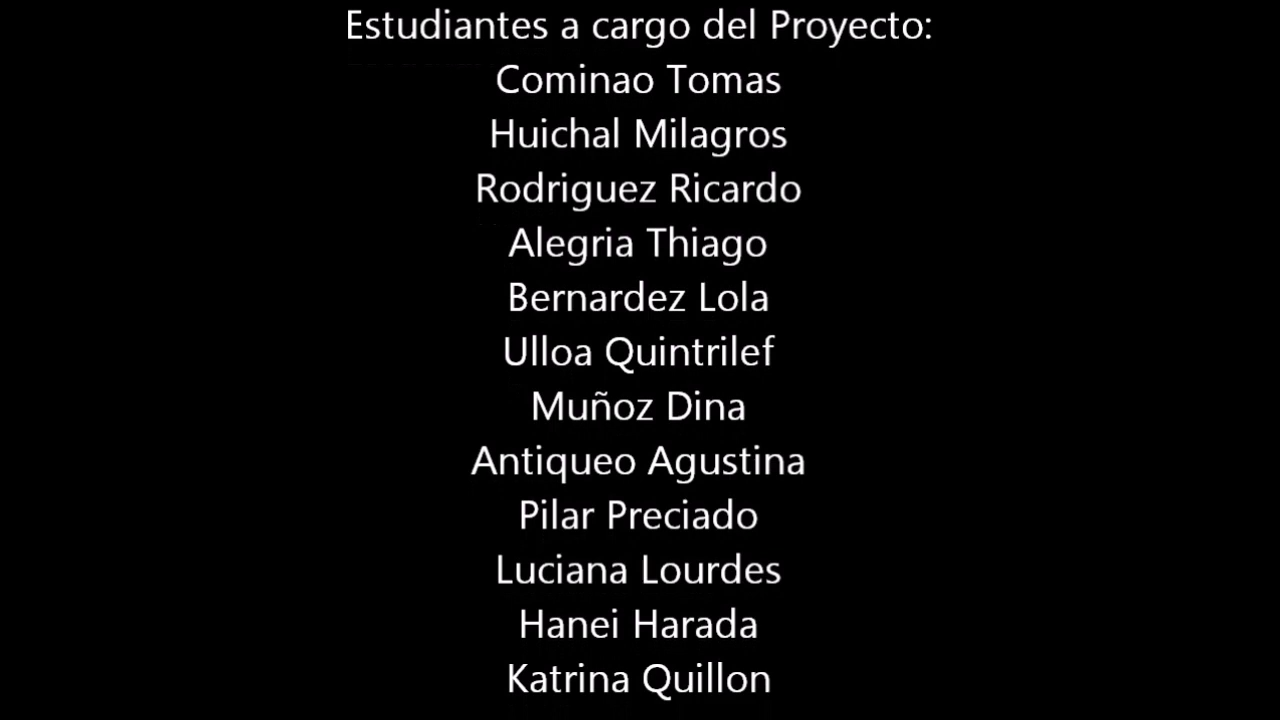 Estudiantes a cargo del Proyecto:
Cominao Tomas
Huichal Milagros
Rodriguez Ricardo
Alegria Thiago
Bernardez Lola
Ulloa Quintrilef
Muñoz Dina
Antiqueo Agustina
Pilar Preciado
Luciana Lourdes
Hanei Harada
Katrina Quillon